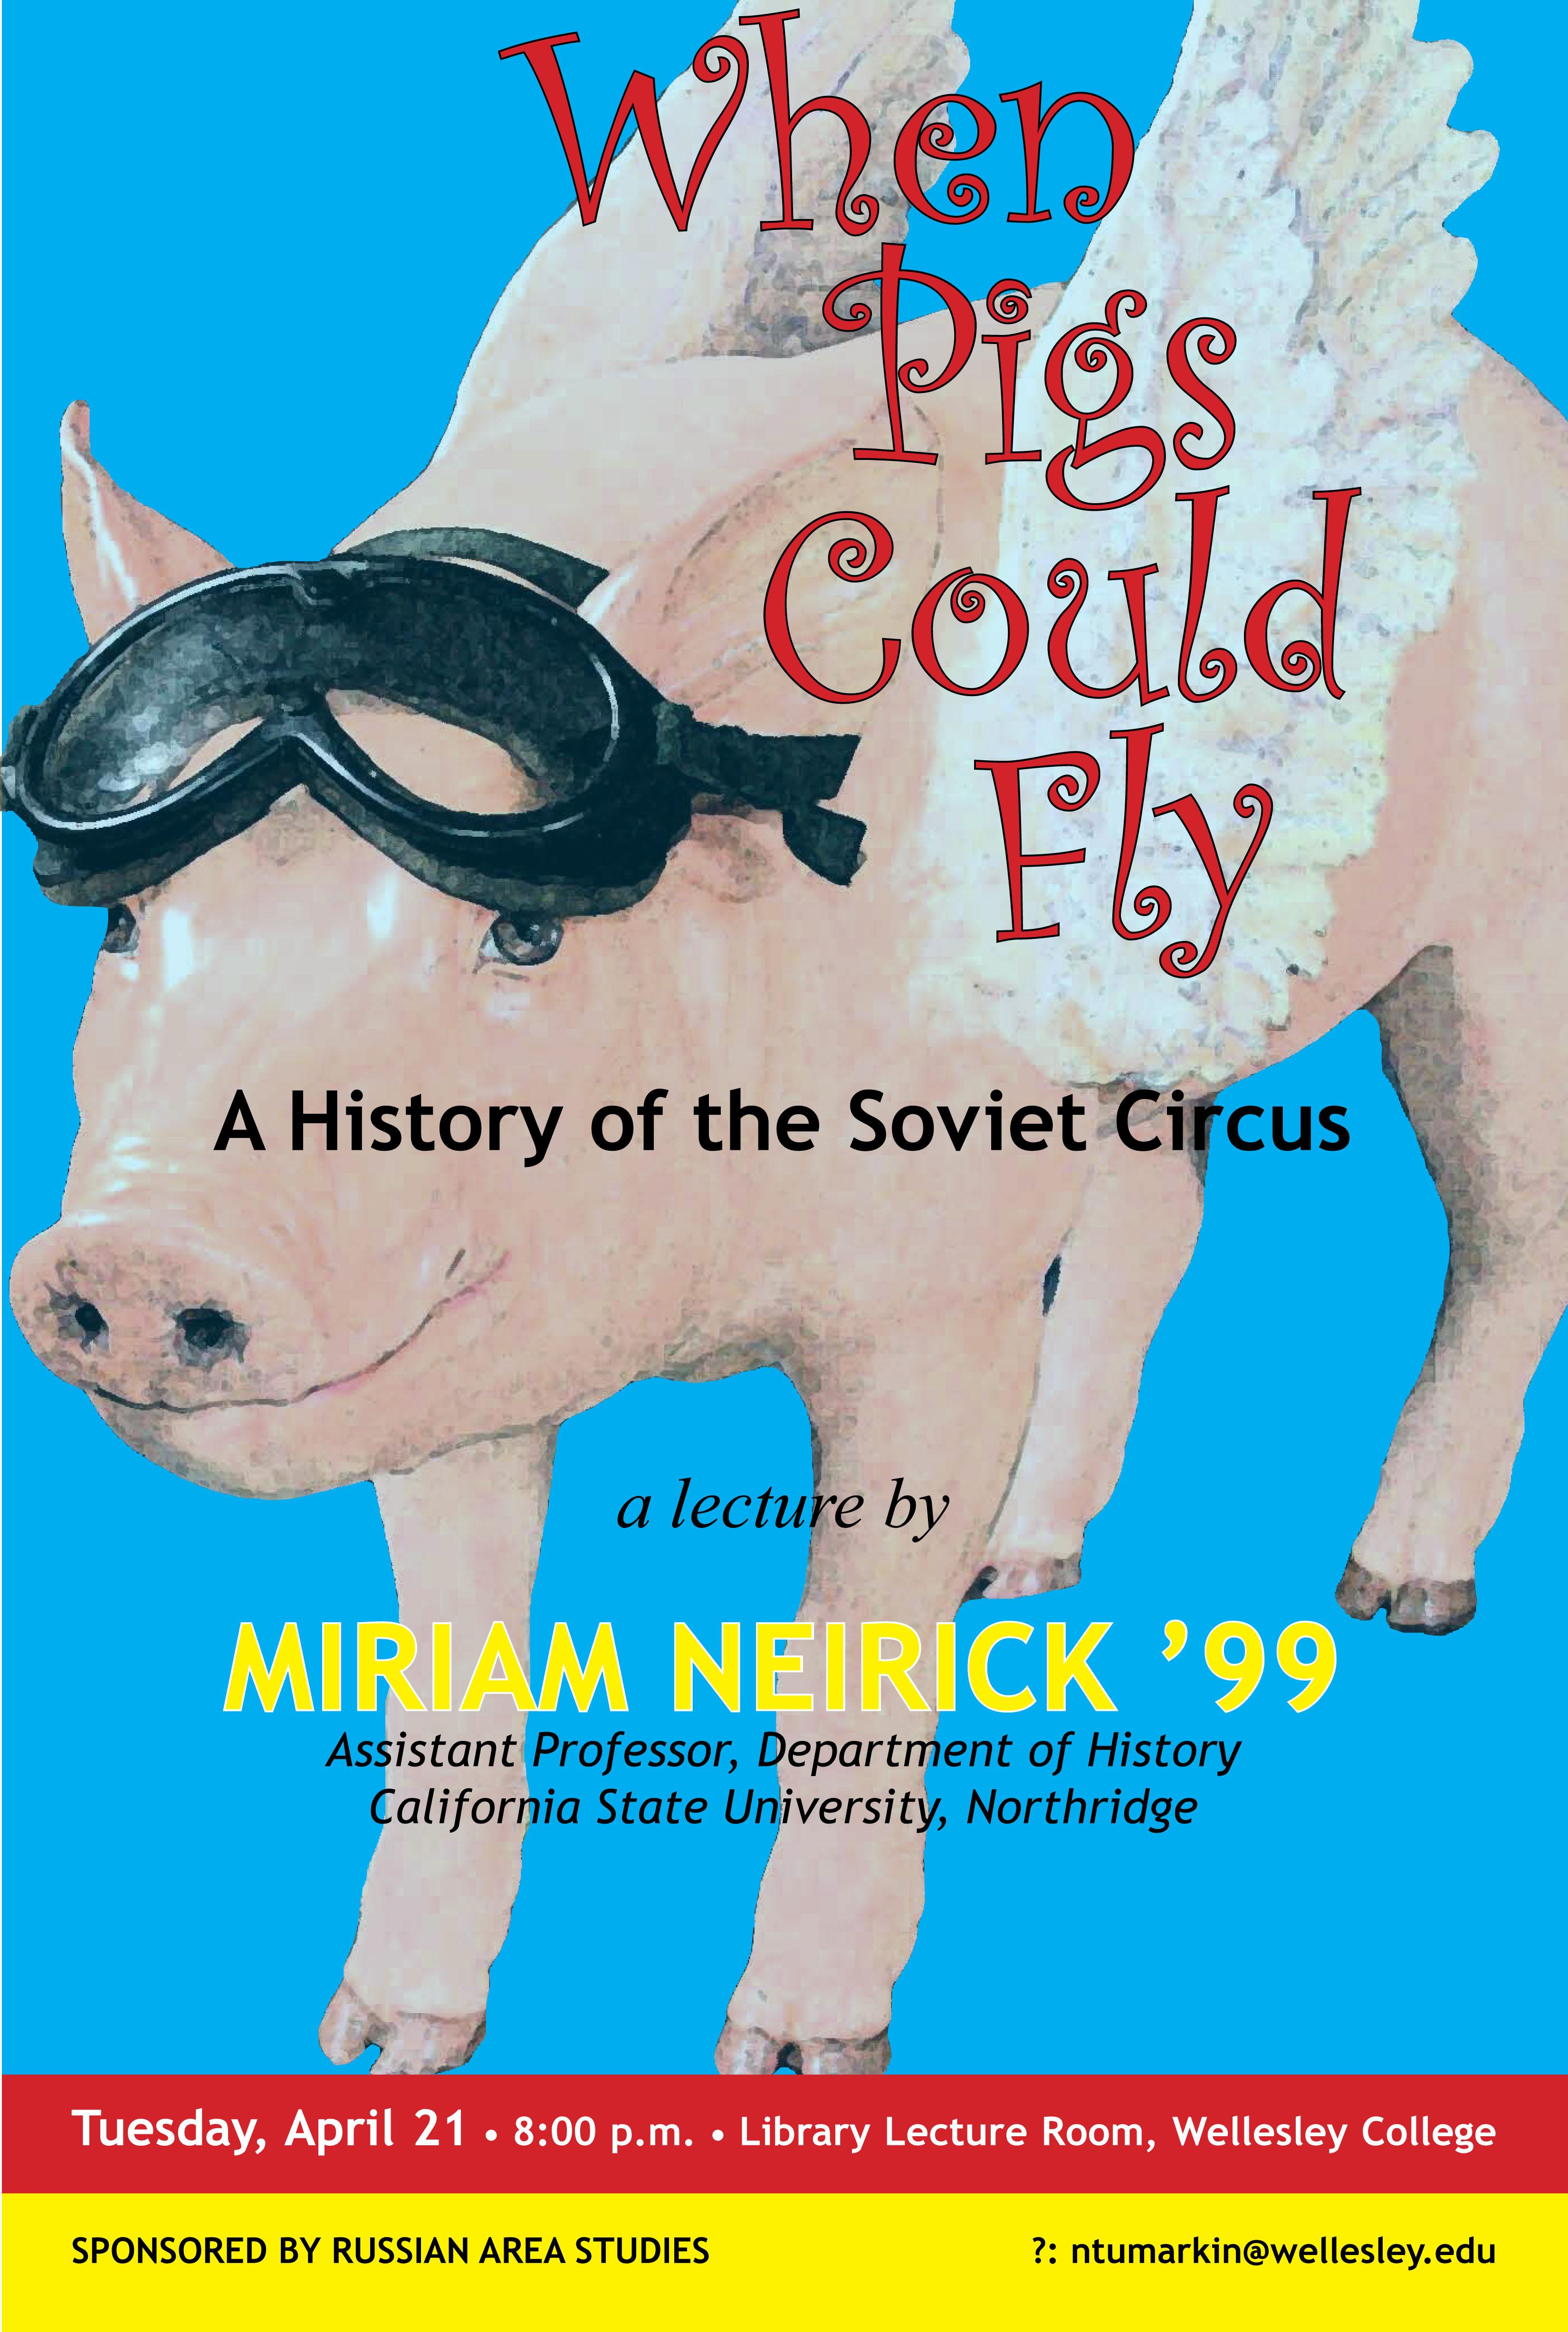 When
Pigs
Could
Fly
A History of the Soviet Circus
a lecture by
MIRIAM NEIRICK ’99
Assistant Professor, Department of History
California State University, Northridge
Tuesday, April 21 • 8:00 p.m. • Library Lecture Room, Wellesley College
SPONSORED BY RUSSIAN AREA STUDIES ?: ntumarkin@wellesley.edu